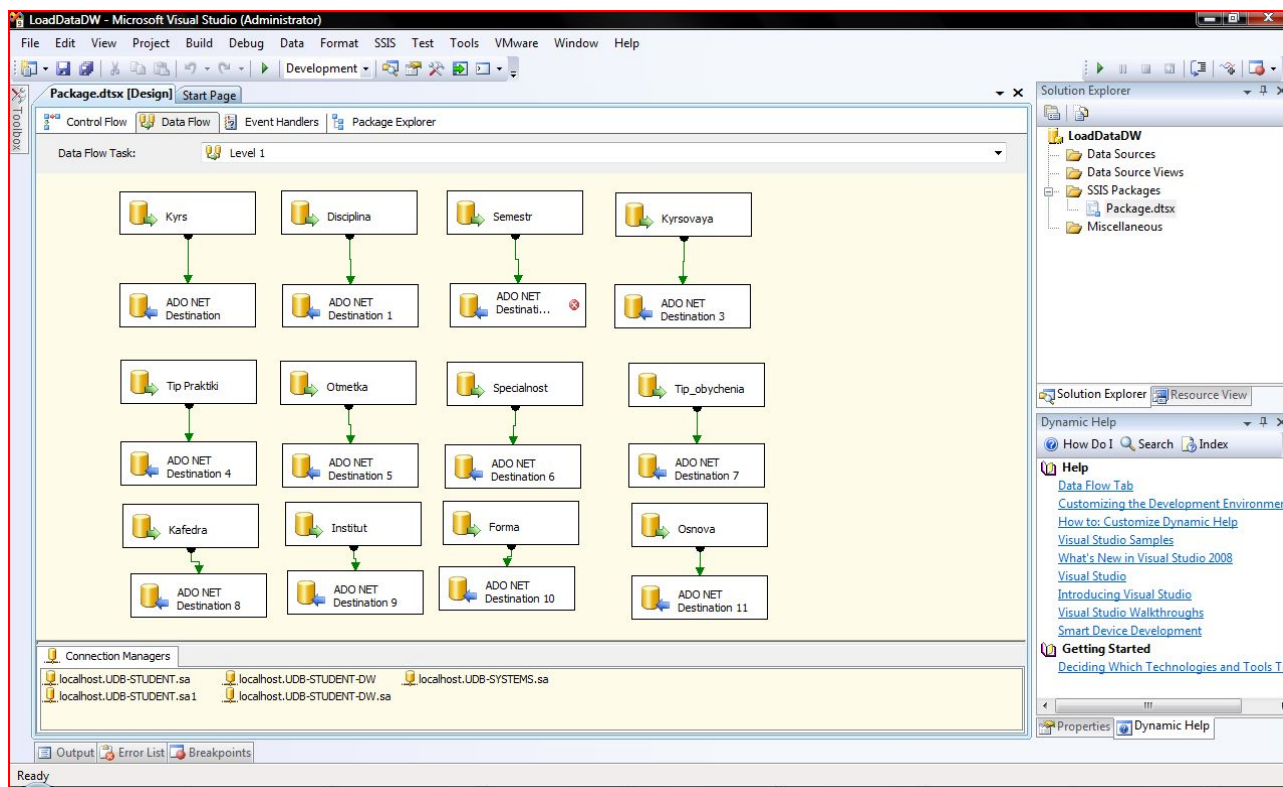 LoadDataDW - Microsoft Visual Studio (Administrator)
File Edit View Project Build Debug Data Format SSIS Test Tools VMware Window Help
Development
Toolbox
Package.dtsx [Design] Start Page
Control Flow Data Flow Event Handlers Package Explorer
Data Flow Task: Level 1
Kyrs
Disciplina
Semestr
Kyrsovaya
ADO NET
Destination
ADO NET
Destination 1
ADO NET
Destinati...
ADO NET
Destination 3
Tip Praktiki
Otmetka
Specialnost
Tip_obychenia
ADO NET
Destination 4
ADO NET
Destination 5
ADO NET
Destination 6
ADO NET
Destination 7
Kafedra
Institut
Forma
Osnova
ADO NET
Destination 8
ADO NET
Destination 9
ADO NET
Destination 10
ADO NET
Destination 11
Connection Managers
localhost.UDB-STUDENT.sa localhost.UDB-STUDENT-DW localhost.UDB-SYSTEMS.sa
localhost.UDB-STUDENT.sa1 localhost.UDB-STUDENT-DW.sa
Output Error List Breakpoints
Ready
Solution Explorer
LoadDataDW
Data Sources
Data Source Views
SSIS Packages
Package.dtsx
Miscellaneous
Solution Explorer Resource View
Dynamic Help
How Do I Search Index
Help
Data Flow Tab
Customizing the Development Environmer
How to: Customize Dynamic Help
Visual Studio Samples
What's New in Visual Studio 2008
Visual Studio
Introducing Visual Studio
Visual Studio Walkthroughs
Smart Device Development
Getting Started
Deciding Which Technologies and Tools T
Properties Dynamic Help